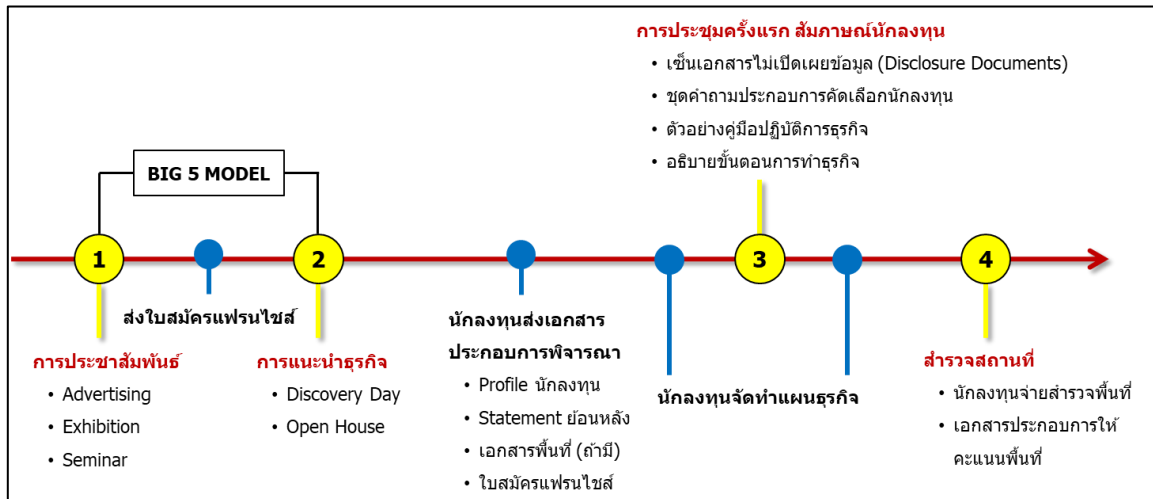 การประชุมครั้งแรก สัมภาษณ์นักลงทุน
• เซ็นเอกสารไม่เปิดเผยข้อมูล (Disclosure Documents)
• ชุดคำถามประกอบการคัดเลือกนักลงทุน
• ตัวอย่างคู่มือปฏิบัติการธุรกิจ
• อธิบายขั้นตอนการทำธุรกิจ
BIG 5 MODEL
1
2
3
4
ส่งใบสมัครแฟรนไชส์
การประชาสัมพันธ์
• Advertising
• Exhibition
• Seminar
การแนะนำธุรกิจ
• Discovery Day
• Open House
นักลงทุนส่งเอกสาร
ประกอบการพิจารณา
• Profile นักลงทุน
• Statement ย้อนหลัง
• เอกสารพื้นที่ (ถ้ามี)
• ใบสมัครแฟรนไชส์
นักลงทุนจัดทำแผนธุรกิจ
สำรวจสถานที่
• นักลงทุนจ่ายสำรวจพื้นที่
• เอกสารประกอบการให้
คะแนนพื้นที่